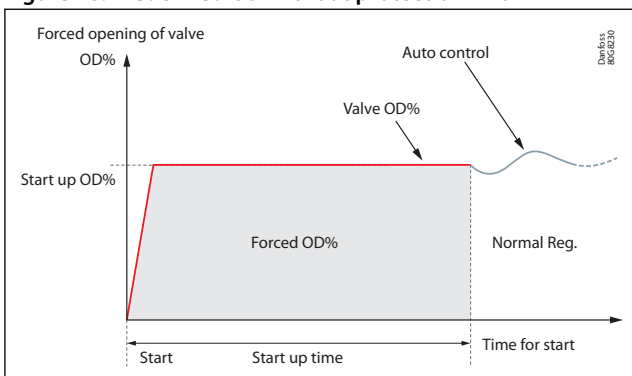 Forced opening of valve
OD%
Auto control
Danfoss
80G8230
Valve OD%
Start up OD%
Forced OD%
Normal Reg.
Time for start
Start
Start up time